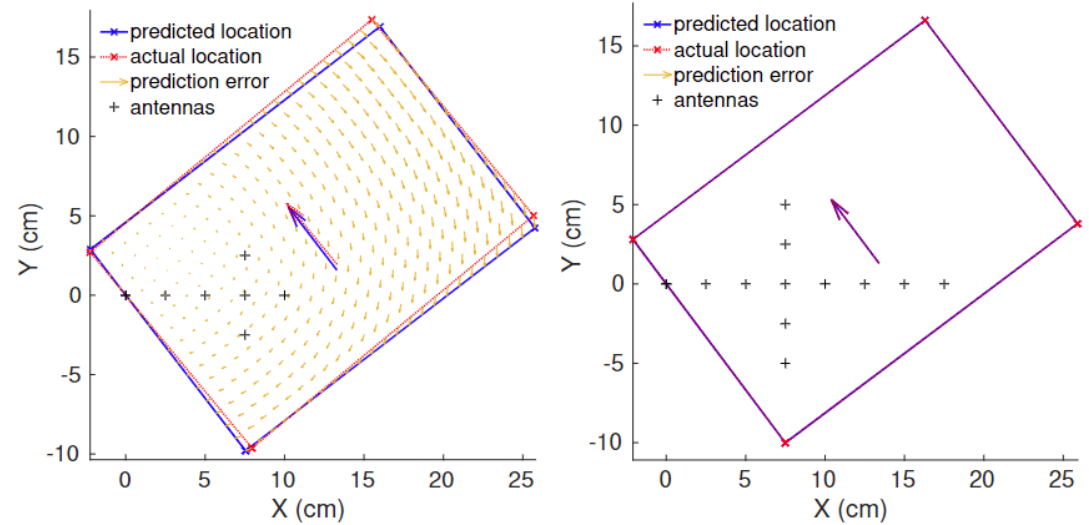 predicted location
actual location
prediction error
antennas
15
10
5
0
-5
-10
Y (cm)
0
5
10
15
20
25
X (cm)
predicted location
actual location
prediction error
antennas
15
10
5
0
-5
-10
Y (cm)
0
5
10
15
20
25
X (cm)